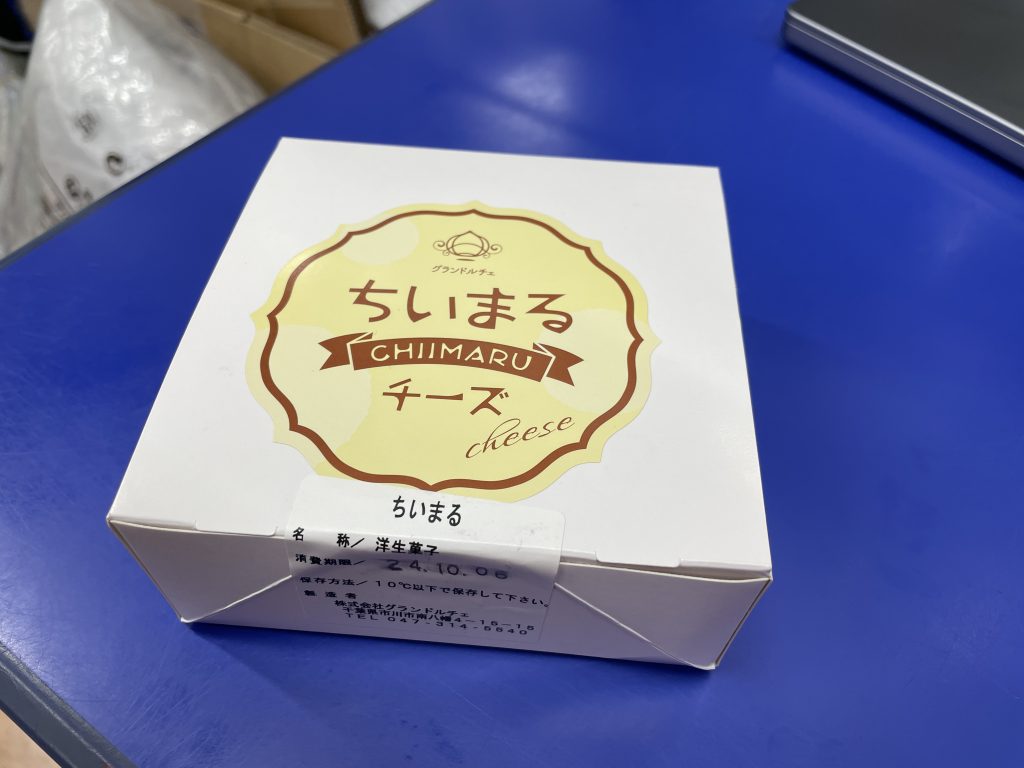 グランドルチェ
ちいまる
CHIIMARU
チーズ
cheese
ちいまる
名 称/ 洋生菓子
消費期限/ 24.10.06
保存方法/ 10℃以下で保存して下さい。
製造者
株式会社グランドルチェ
千葉県市川市南八幡4-15-15
TEL 047-314-5540